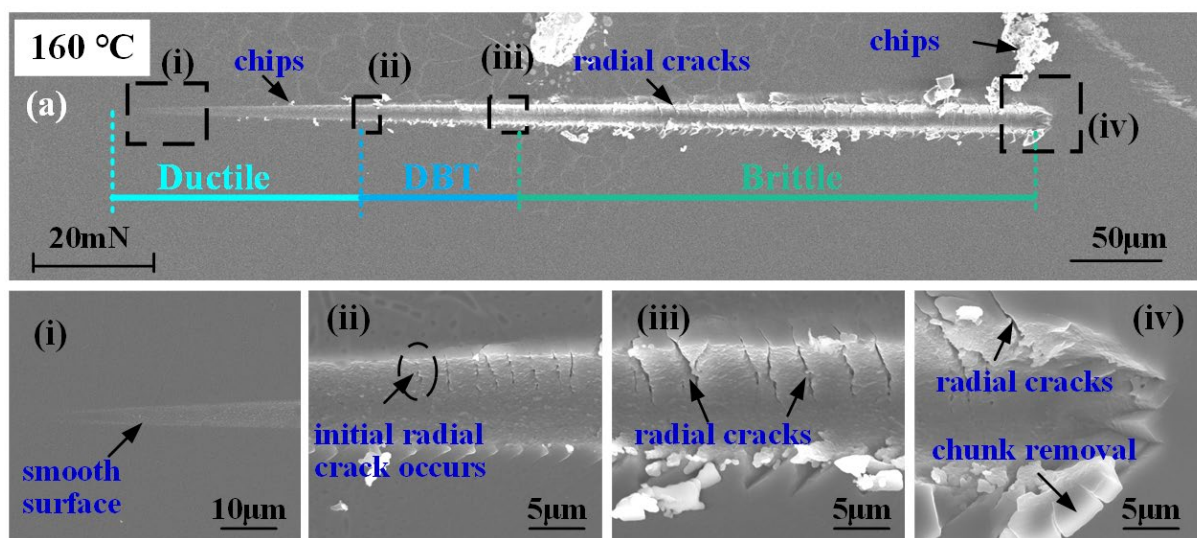 160 °C
(i)
chips
(ii)
(iii)
radial cracks
chips
(a)
(iv)
Ductile
DBT
Brittle
20mN
50μm
(i)
smooth
surface
10μm
(ii)
initial radial
crack occurs
5μm
(iii)
radial cracks
5μm
(iv)
radial cracks
chunk removal
5μm